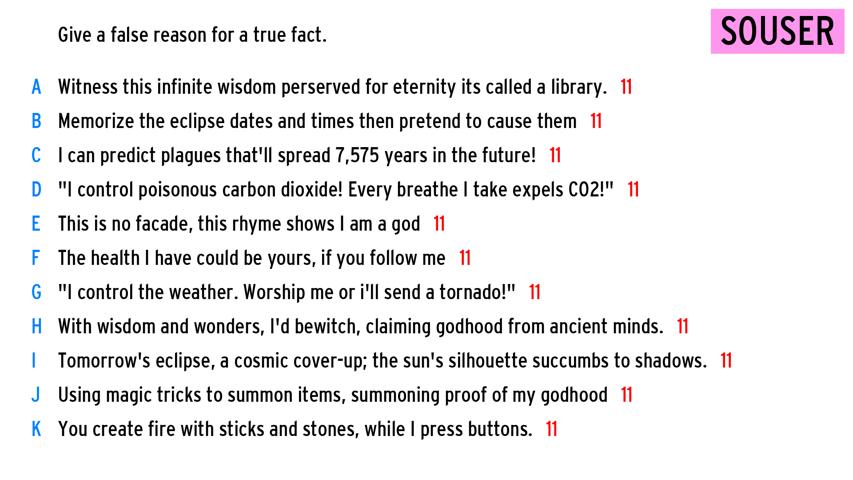 Give a false reason for a true fact.
SOUSER
A Witness this infinite wisdom perserved for eternity its called a library. 11
B Memorize the eclipse dates and times then pretend to cause them 11
C I can predict plagues that'll spread 7,575 years in the future! 11
D "I control poisonous carbon dioxide! Every breathe I take expels CO2!" 11
E This is no facade, this rhyme shows I am a god 11
F The health I have could be yours, if you follow me 11
G "I control the weather. Worship me or i'll send a tornado!" 11
H With wisdom and wonders, I'd bewitch, claiming godhood from ancient minds. 11
I Tomorrow's eclipse, a cosmic cover-up; the sun's silhouette succumbs to shadows. 11
J Using magic tricks to summon items, summoning proof of my godhood 11
K You create fire with sticks and stones, while I press buttons. 11